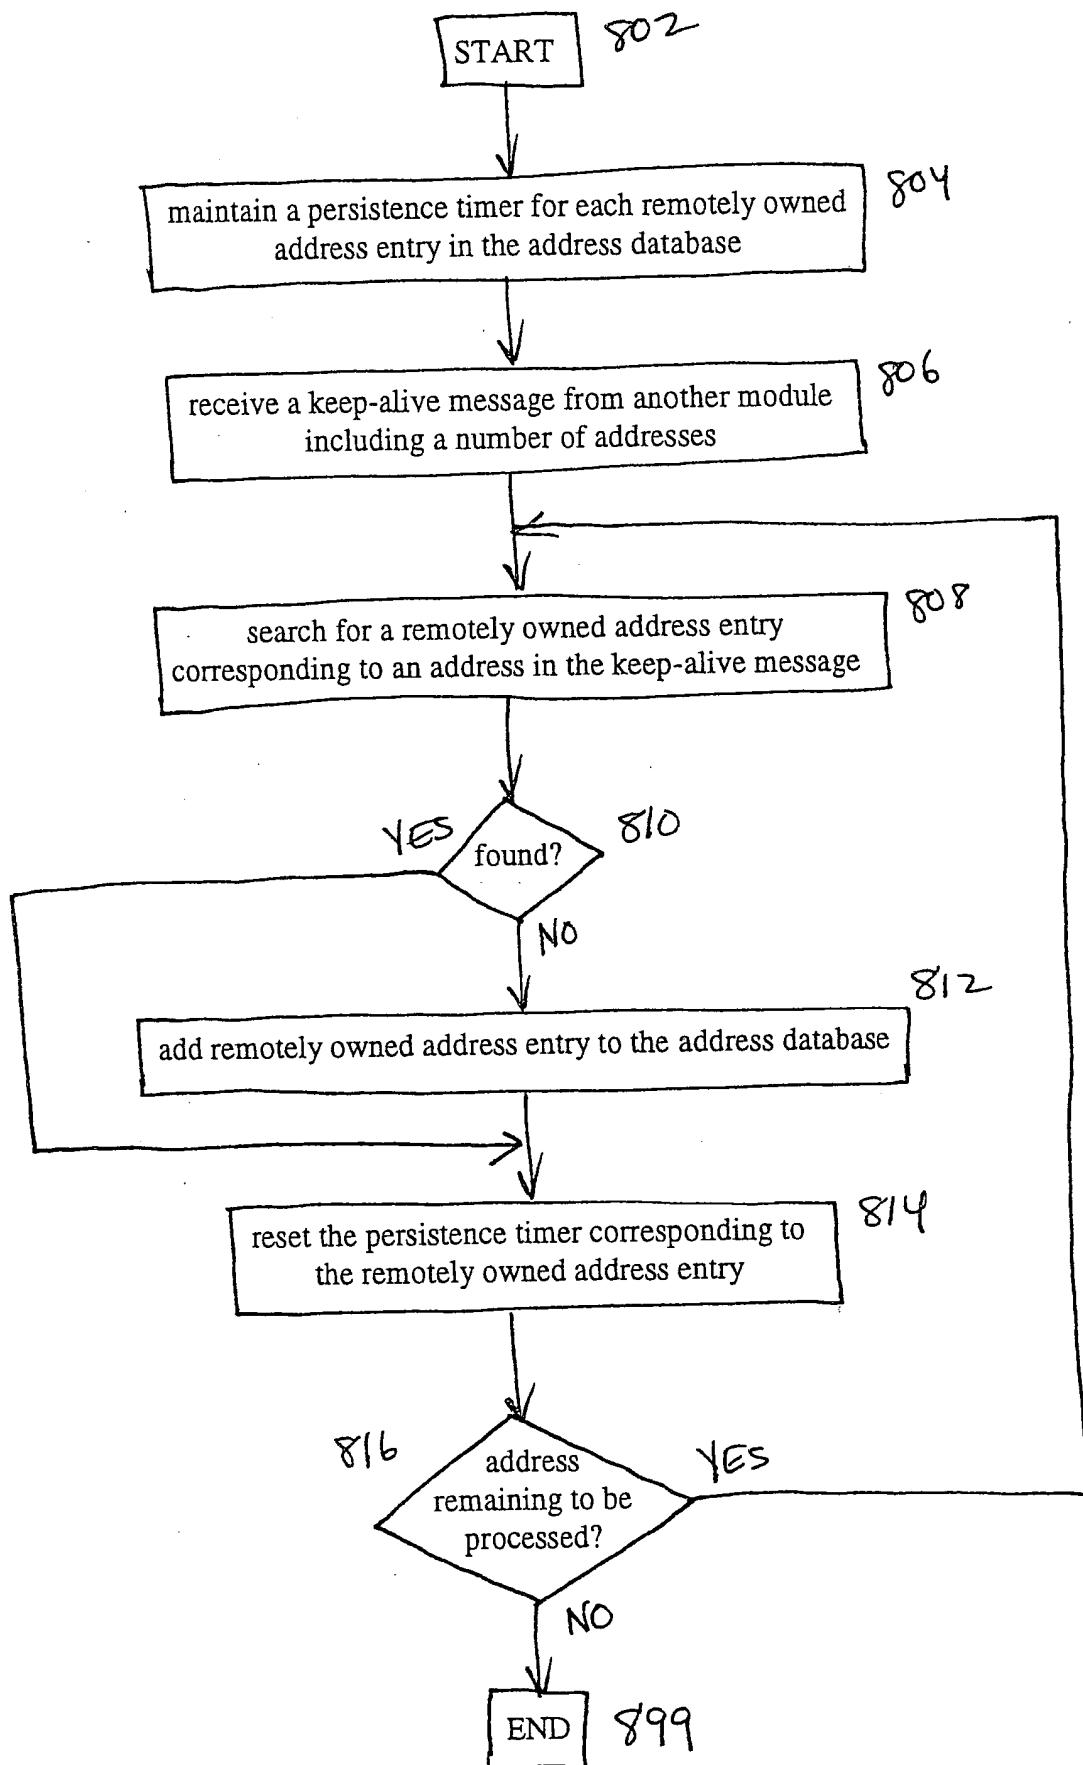 START 802
maintain a persistence timer for each remotely owned
address entry in the address database
804
receive a keep-alive message from another module
including a number of addresses
806
search for a remotely owned address entry
corresponding to an address in the keep-alive message
808
YES
found?
810
NO
812
add remotely owned address entry to the address database
reset the persistence timer corresponding to
the remotely owned address entry
814
816
address
remaining to be
processed?
YES
NO
END 899